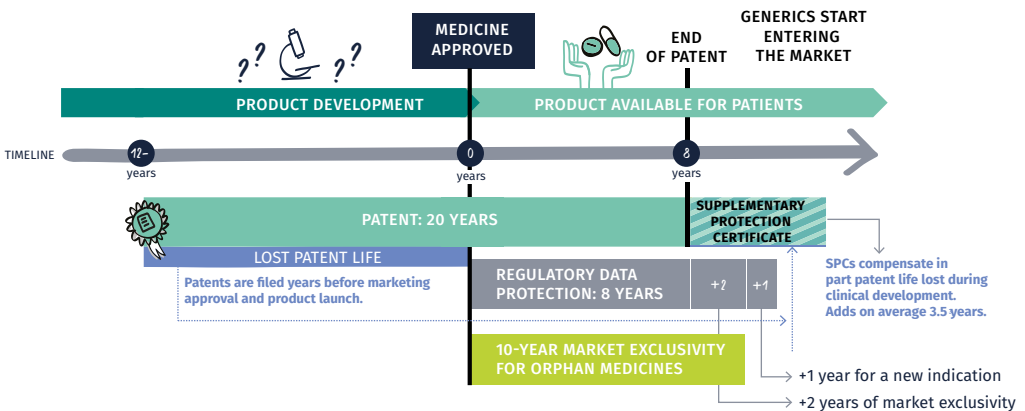 GENERICS START
ENTERING
THE MARKET
MEDICINE
APPROVED
END
OF PATENT
? ? ? ?
PRODUCT DEVELOPMENT
PRODUCT AVAILABLE FOR PATIENTS
TIMELINE
12-
years
0
years
8
years
PATENT: 20 YEARS
SUPPLEMENTARY
PROTECTION
CERTIFICATE
LOST PATENT LIFE
Patents are filed years before marketing
approval and product launch.
REGULATORY DATA
PROTECTION: 8 YEARS
+2
+1
SPCs compensate in
part patent life lost during
clinical development.
Adds on average 3.5 years.
10-YEAR MARKET EXCLUSIVITY
FOR ORPHAN MEDICINES
+1 year for a new indication
+2 years of market exclusivity